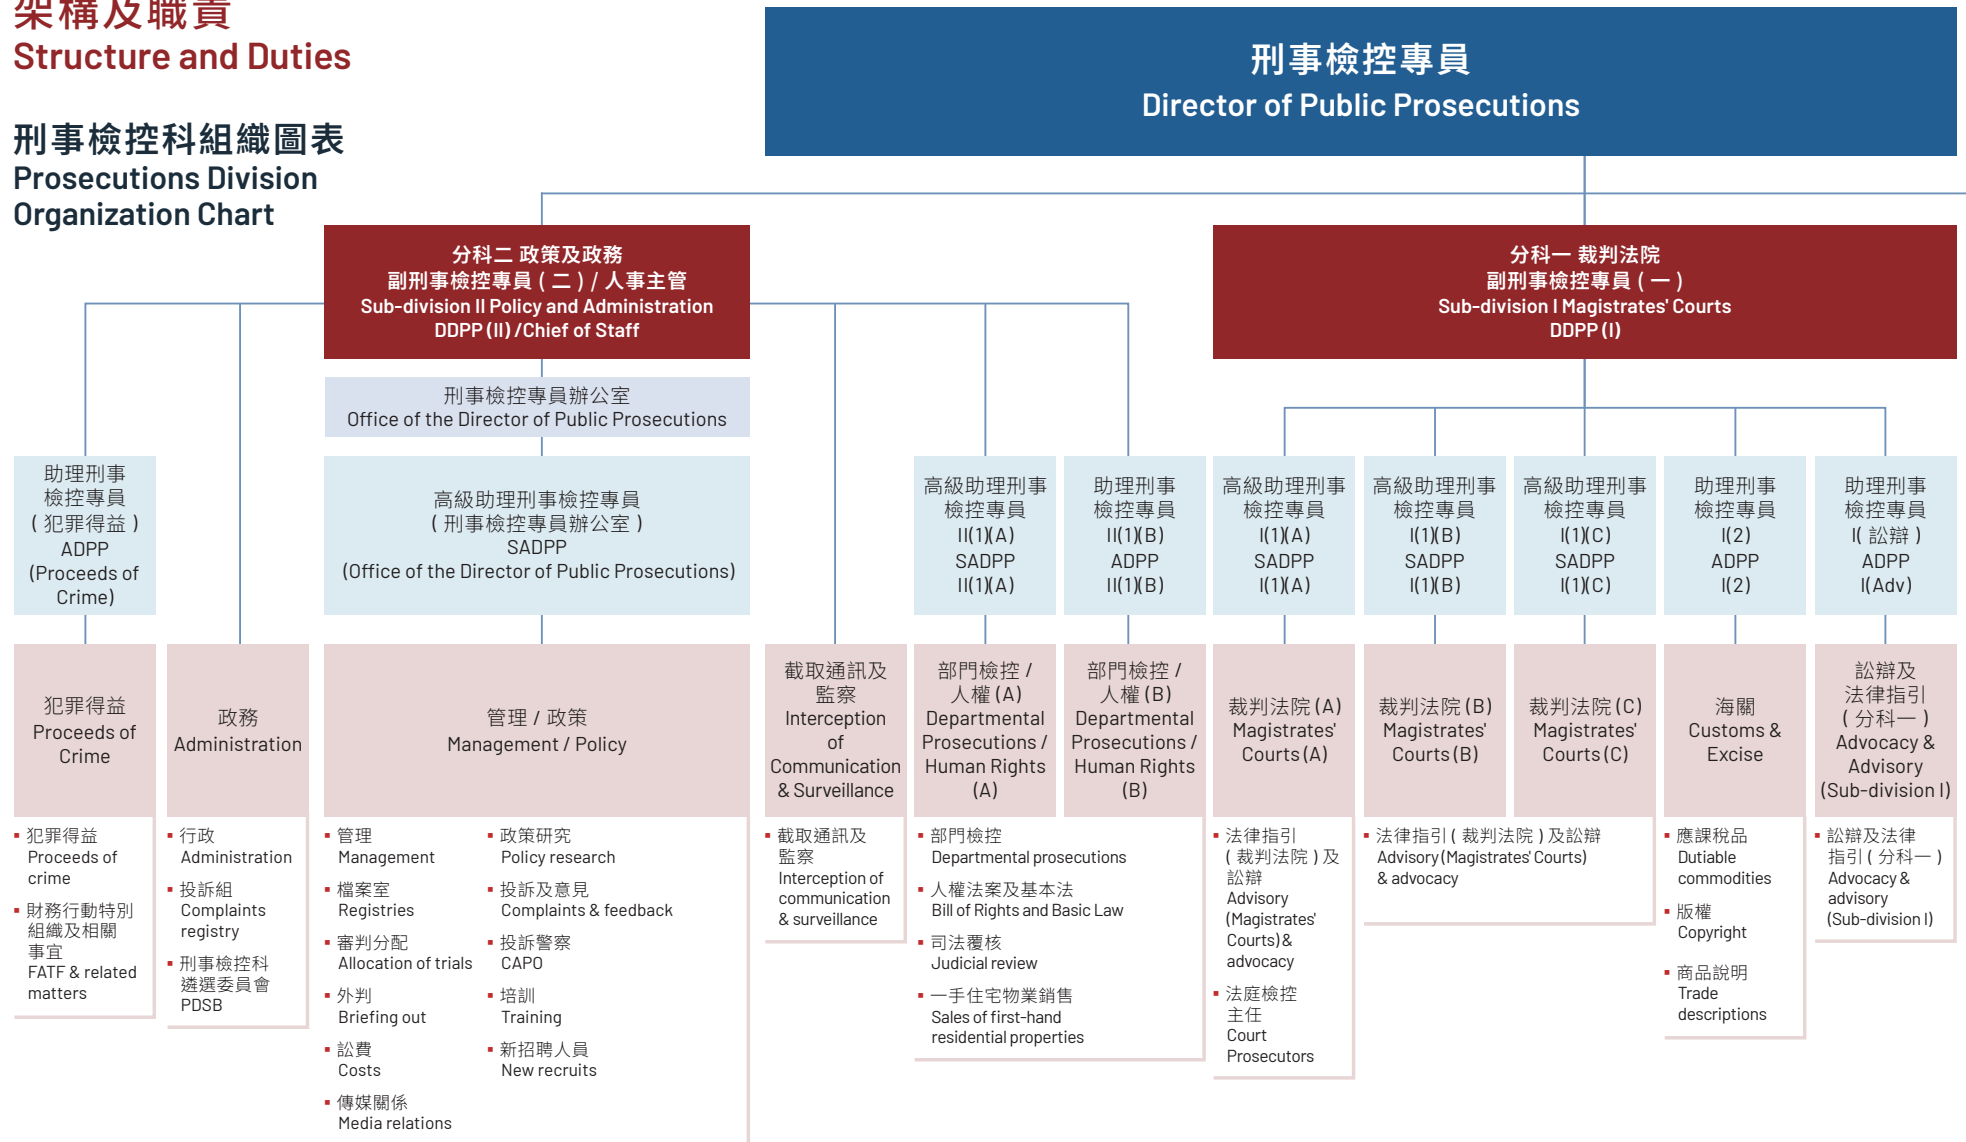 架構及職責
Structure and Duties
刑事檢控科組織圖表
Prosecutions Division
Organization Chart
刑事檢控專員
Director of Public Prosecutions
分科二 政策及政務
副刑事檢控專員 ( 二 ) / 人事主管
Sub-division II Policy and Administration
DDPP (II) /Chief of Staff
分科一 裁判法院
副刑事檢控專員 ( 一 )
Sub-division I Magistrates' Courts
DDPP (I)
刑事檢控專員辦公室
Office of the Director of Public Prosecutions
助理刑事
檢控專員
( 犯罪得益 )
ADPP
(Proceeds of
Crime)
高級助理刑事檢控專員
( 刑事檢控專員辦公室 )
SADPP
(Office of the Director of Public Prosecutions)
高級助理刑事
檢控專員
II(1)(A)
SADPP
II(1)(A)
助理刑事
檢控專員
II(1)(B)
ADPP
II(1)(B)
高級助理刑事
檢控專員
I(1)(A)
SADPP
I(1)(A)
高級助理刑事
檢控專員
I(1)(B)
SADPP
I(1)(B)
高級助理刑事
檢控專員
I(1)(C)
SADPP
I(1)(C)
助理刑事
檢控專員
I(2)
ADPP
I(2)
助理刑事
檢控專員
I( 訟辯 )
ADPP
I(Adv)
犯罪得益
Proceeds of
Crime
政務
Administration
管理 / 政策
Management / Policy
截取通訊及
監察
Interception
of
Communication
& Surveillance
部門檢控 /
人權 (A)
Departmental
Prosecutions /
Human Rights
(A)
部門檢控 /
人權 (B)
Departmental
Prosecutions /
Human Rights
(B)
裁判法院 (A)
Magistrates'
Courts (A)
裁判法院 (B)
Magistrates'
Courts (B)
裁判法院 (C)
Magistrates'
Courts (C)
海關
Customs &
Excise
訟辯及
法律指引
( 分科一 )
Advocacy &
Advisory
(Sub-division I)
▪ 犯罪得益
Proceeds of
crime
▪ 財務行動特別
組織及相關
事宜
FATF & related
matters
▪ 行政
Administration
▪ 投訴組
Complaints
registry
▪ 刑事檢控科
遴選委員會
PDSB
▪ 管理
Management
▪ 檔案室
Registries
▪ 審判分配
Allocation of trials
▪ 外判
Briefing out
▪ 訟費
Costs
▪ 傳媒關係
Media relations
▪ 政策研究
Policy research
▪ 投訴及意見
Complaints & feedback
▪ 投訴警察
CAPO
▪ 培訓
Training
▪ 新招聘人員
New recruits
▪ 截取通訊及
監察
Interception of
communication
& surveillance
▪ 部門檢控
Departmental prosecutions
▪ 人權法案及基本法
Bill of Rights and Basic Law
▪ 司法覆核
Judicial review
▪ 一手住宅物業銷售
Sales of first-hand
residential properties
▪ 法律指引
( 裁判法院 ) 及
訟辯
Advisory
(Magistrates'
Courts) &
advocacy
▪ 法庭檢控
主任
Court
Prosecutors
▪ 法律指引 ( 裁判法院 ) 及訟辯
Advisory (Magistrates' Courts)
& advocacy
▪ 應課稅品
Dutiable
commodities
▪ 版權
Copyright
▪ 商品說明
Trade
descriptions
▪ 訟辯及法律
指引 ( 分科一 )
Advocacy &
advisory
(Sub-division I)